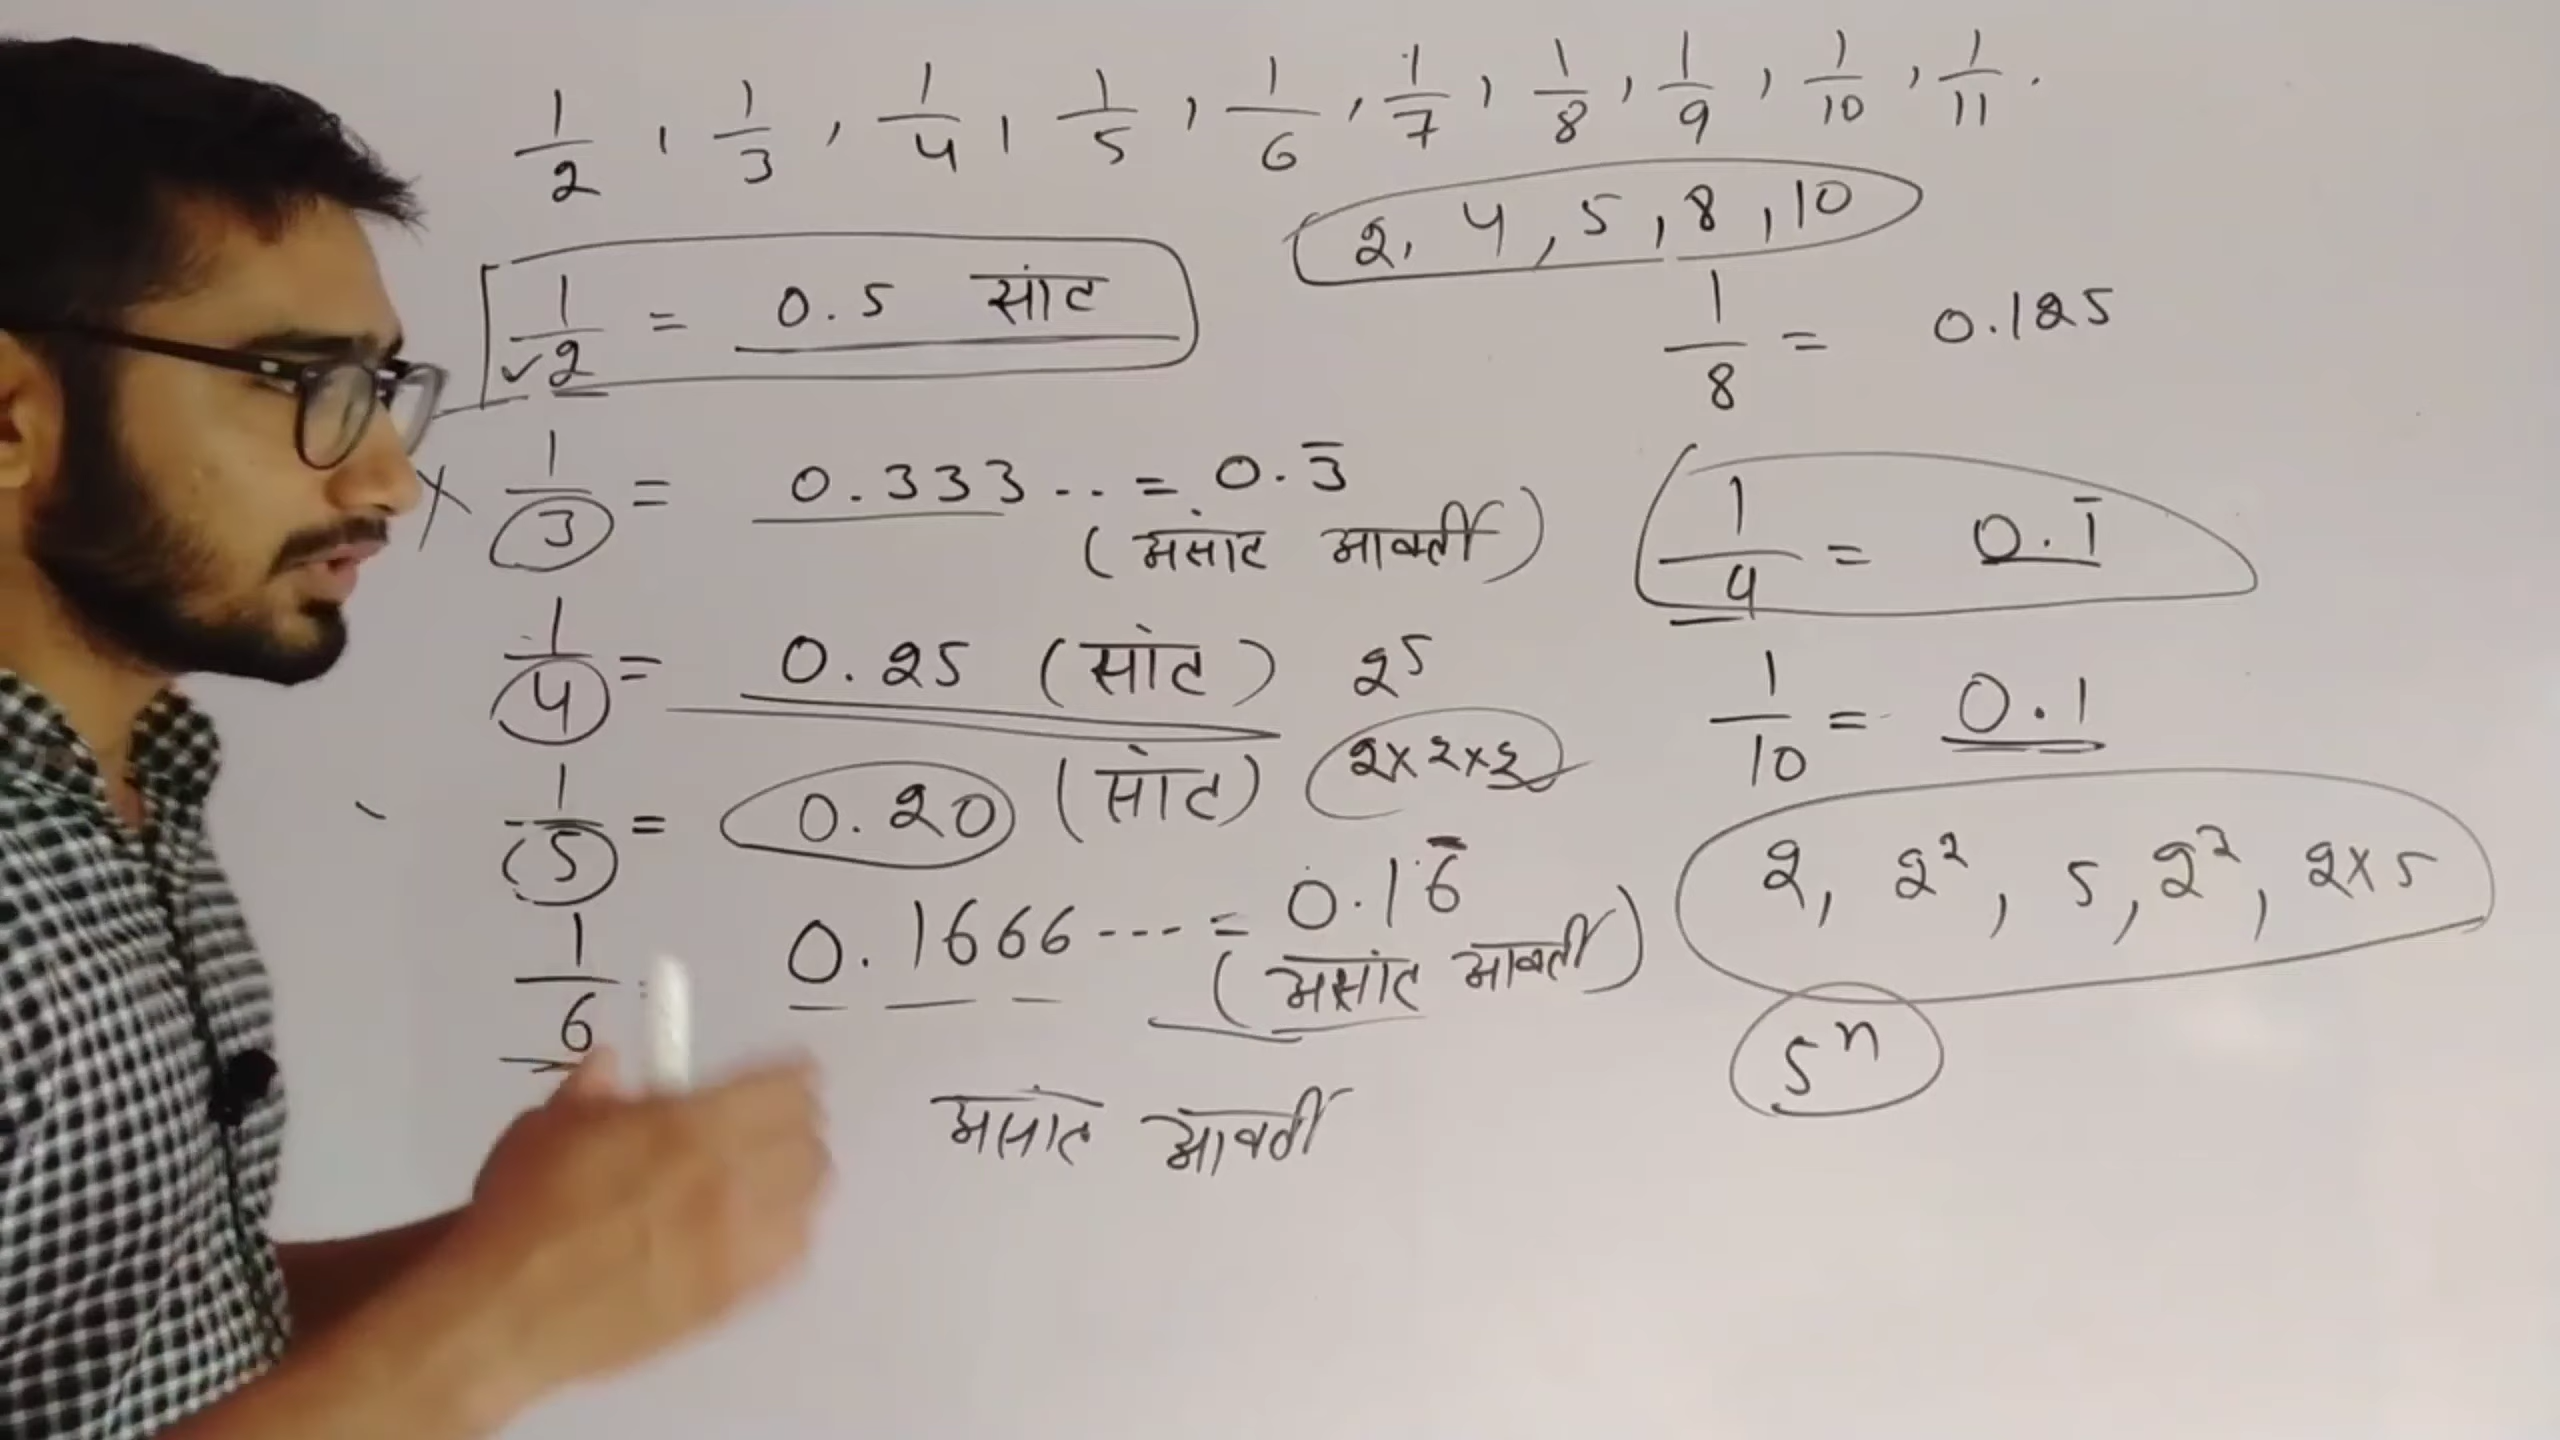 1/2 , 1/3 , 1/4 , 1/5 , 1/6 , 1/7 , 1/8 , 1/9 , 1/10 , 1/11 .
2, 4, 5, 8, 10
✓ 1/2 = 0.5 सांत
1/8 = 0.125
× 1/3 = 0.333.. = 0.3̅
(असांत आवर्ती)
1/9 = 0.1̅
1/4 = 0.25 (सांत) 2⁵
1/10 = 0.1
1/5 = 0.20 (सांत) 2×2×2
2, 2², 5, 2³, 2×5
1/6 = 0.1666--- = 0.16̅
(असांत आवर्ती)
5ⁿ
असांत आवर्ती